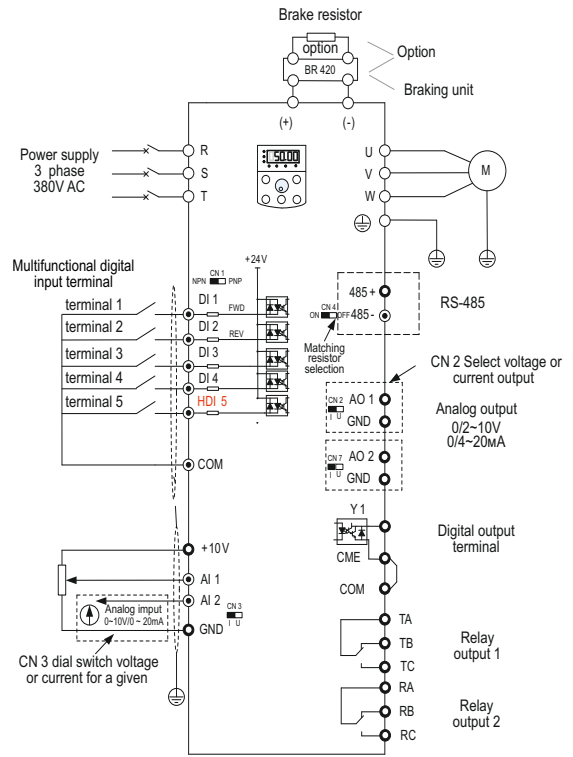 Brake resistor
option
BR 420
Option
Braking unit
(+)
(-)
Power supply
3 phase
380V AC
R
S
T
50.00
U
V
W
M
Multifunctional digital
input terminal
terminal 1
terminal 2
terminal 3
terminal 4
terminal 5
CN 1
NPN
PNP
+24V
DI 1
FWD
DI 2
REV
DI 3
DI 4
HDI 5
COM
485+
485-
CN 4
ON
OFF
Matching
resistor
selection
RS-485
CN 2 Select voltage or
current output
CN 2
I U
AO 1
GND
CN 7
I U
AO 2
GND
Analog output
0/2~10V
0/4~20MA
Y 1
CME
COM
Digital output
terminal
+10V
AI 1
AI 2
GND
CN 3
I U
Analog imput
0~10V/0 ~ 20mA
CN 3 dial switch voltage
or current for a given
TA
TB
TC
Relay
output 1
RA
RB
RC
Relay
output 2